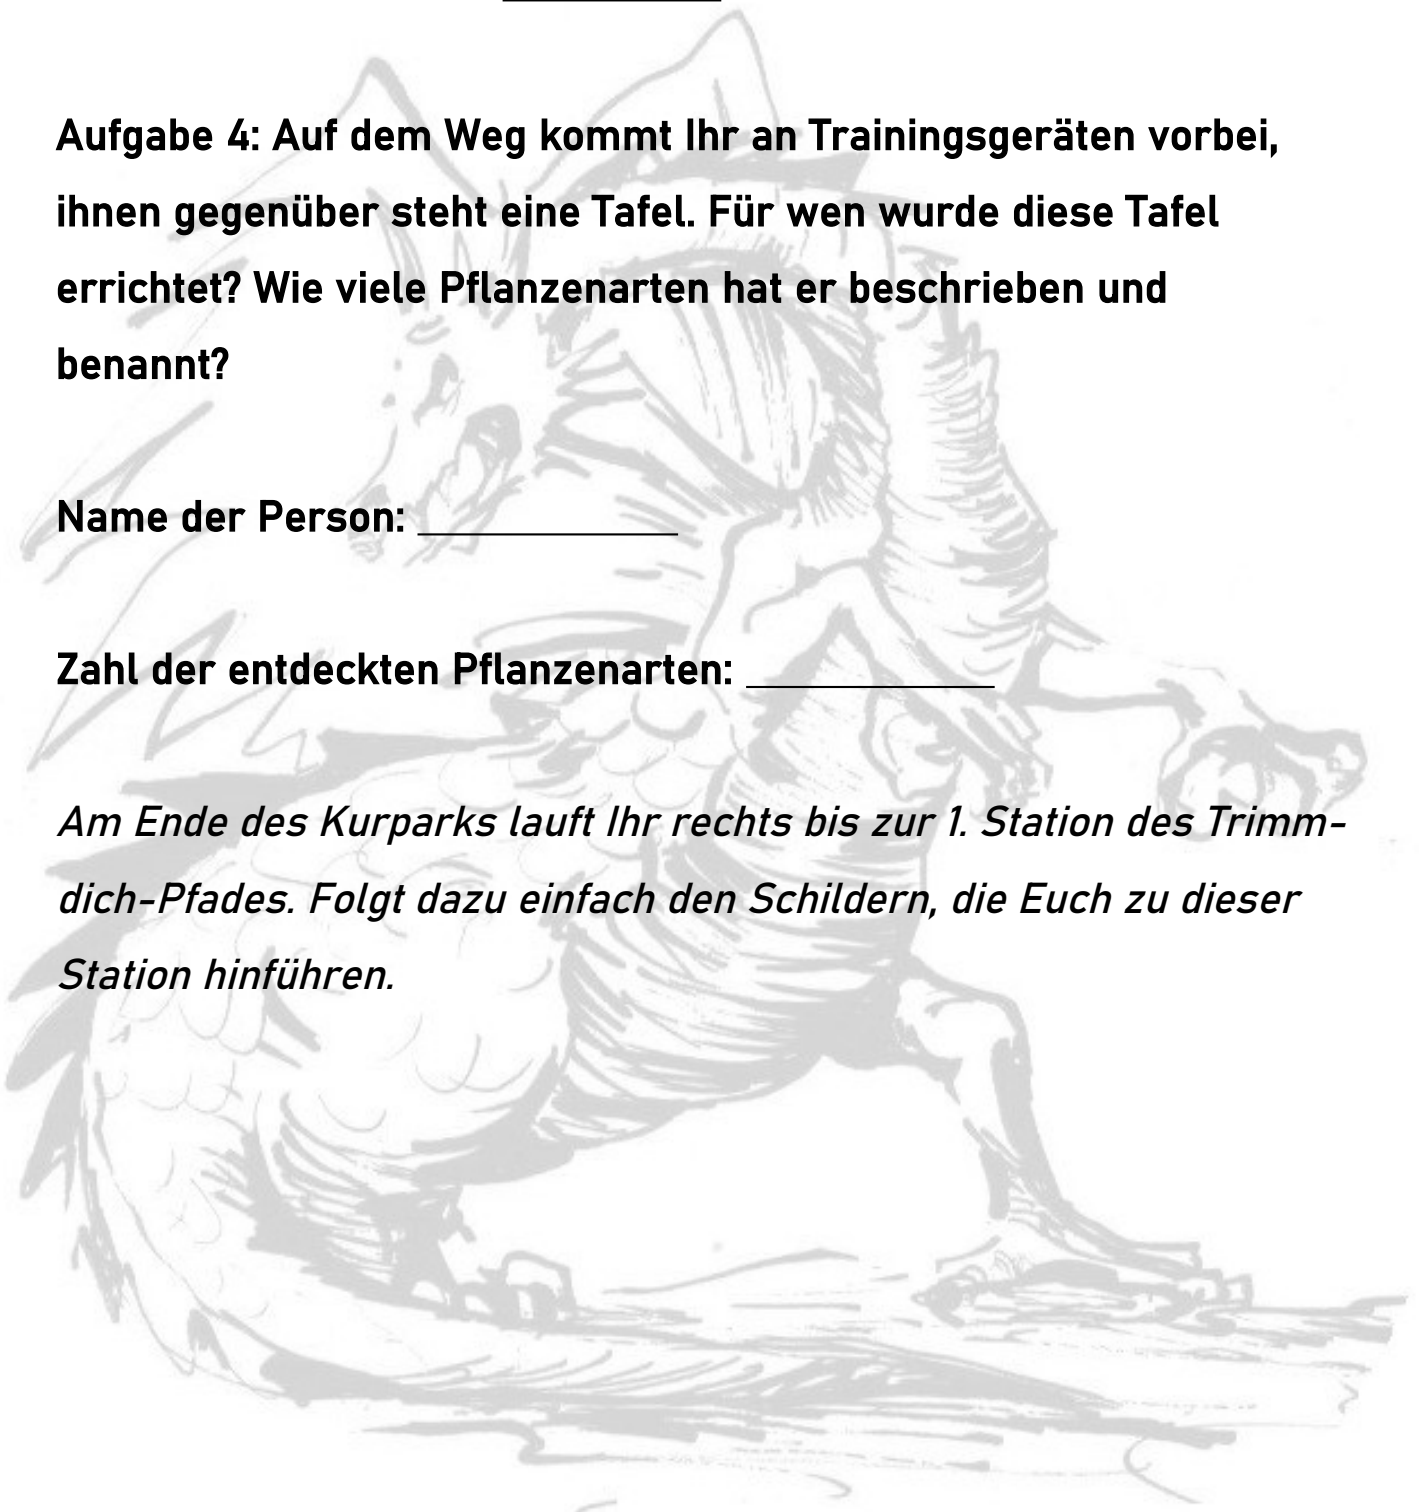 Aufgabe 4: Auf dem Weg kommt Ihr an Trainingsgeräten vorbei,
ihnen gegenüber steht eine Tafel. Für wen wurde diese Tafel
errichtet? Wie viele Pflanzenarten hat er beschrieben und
benannt?
Name der Person: ____________
Zahl der entdeckten Pflanzenarten: ____________
Am Ende des Kurparks lauft Ihr rechts bis zur 1. Station des Trimm-
dich-Pfades. Folgt dazu einfach den Schildern, die Euch zu dieser
Station hinführen.